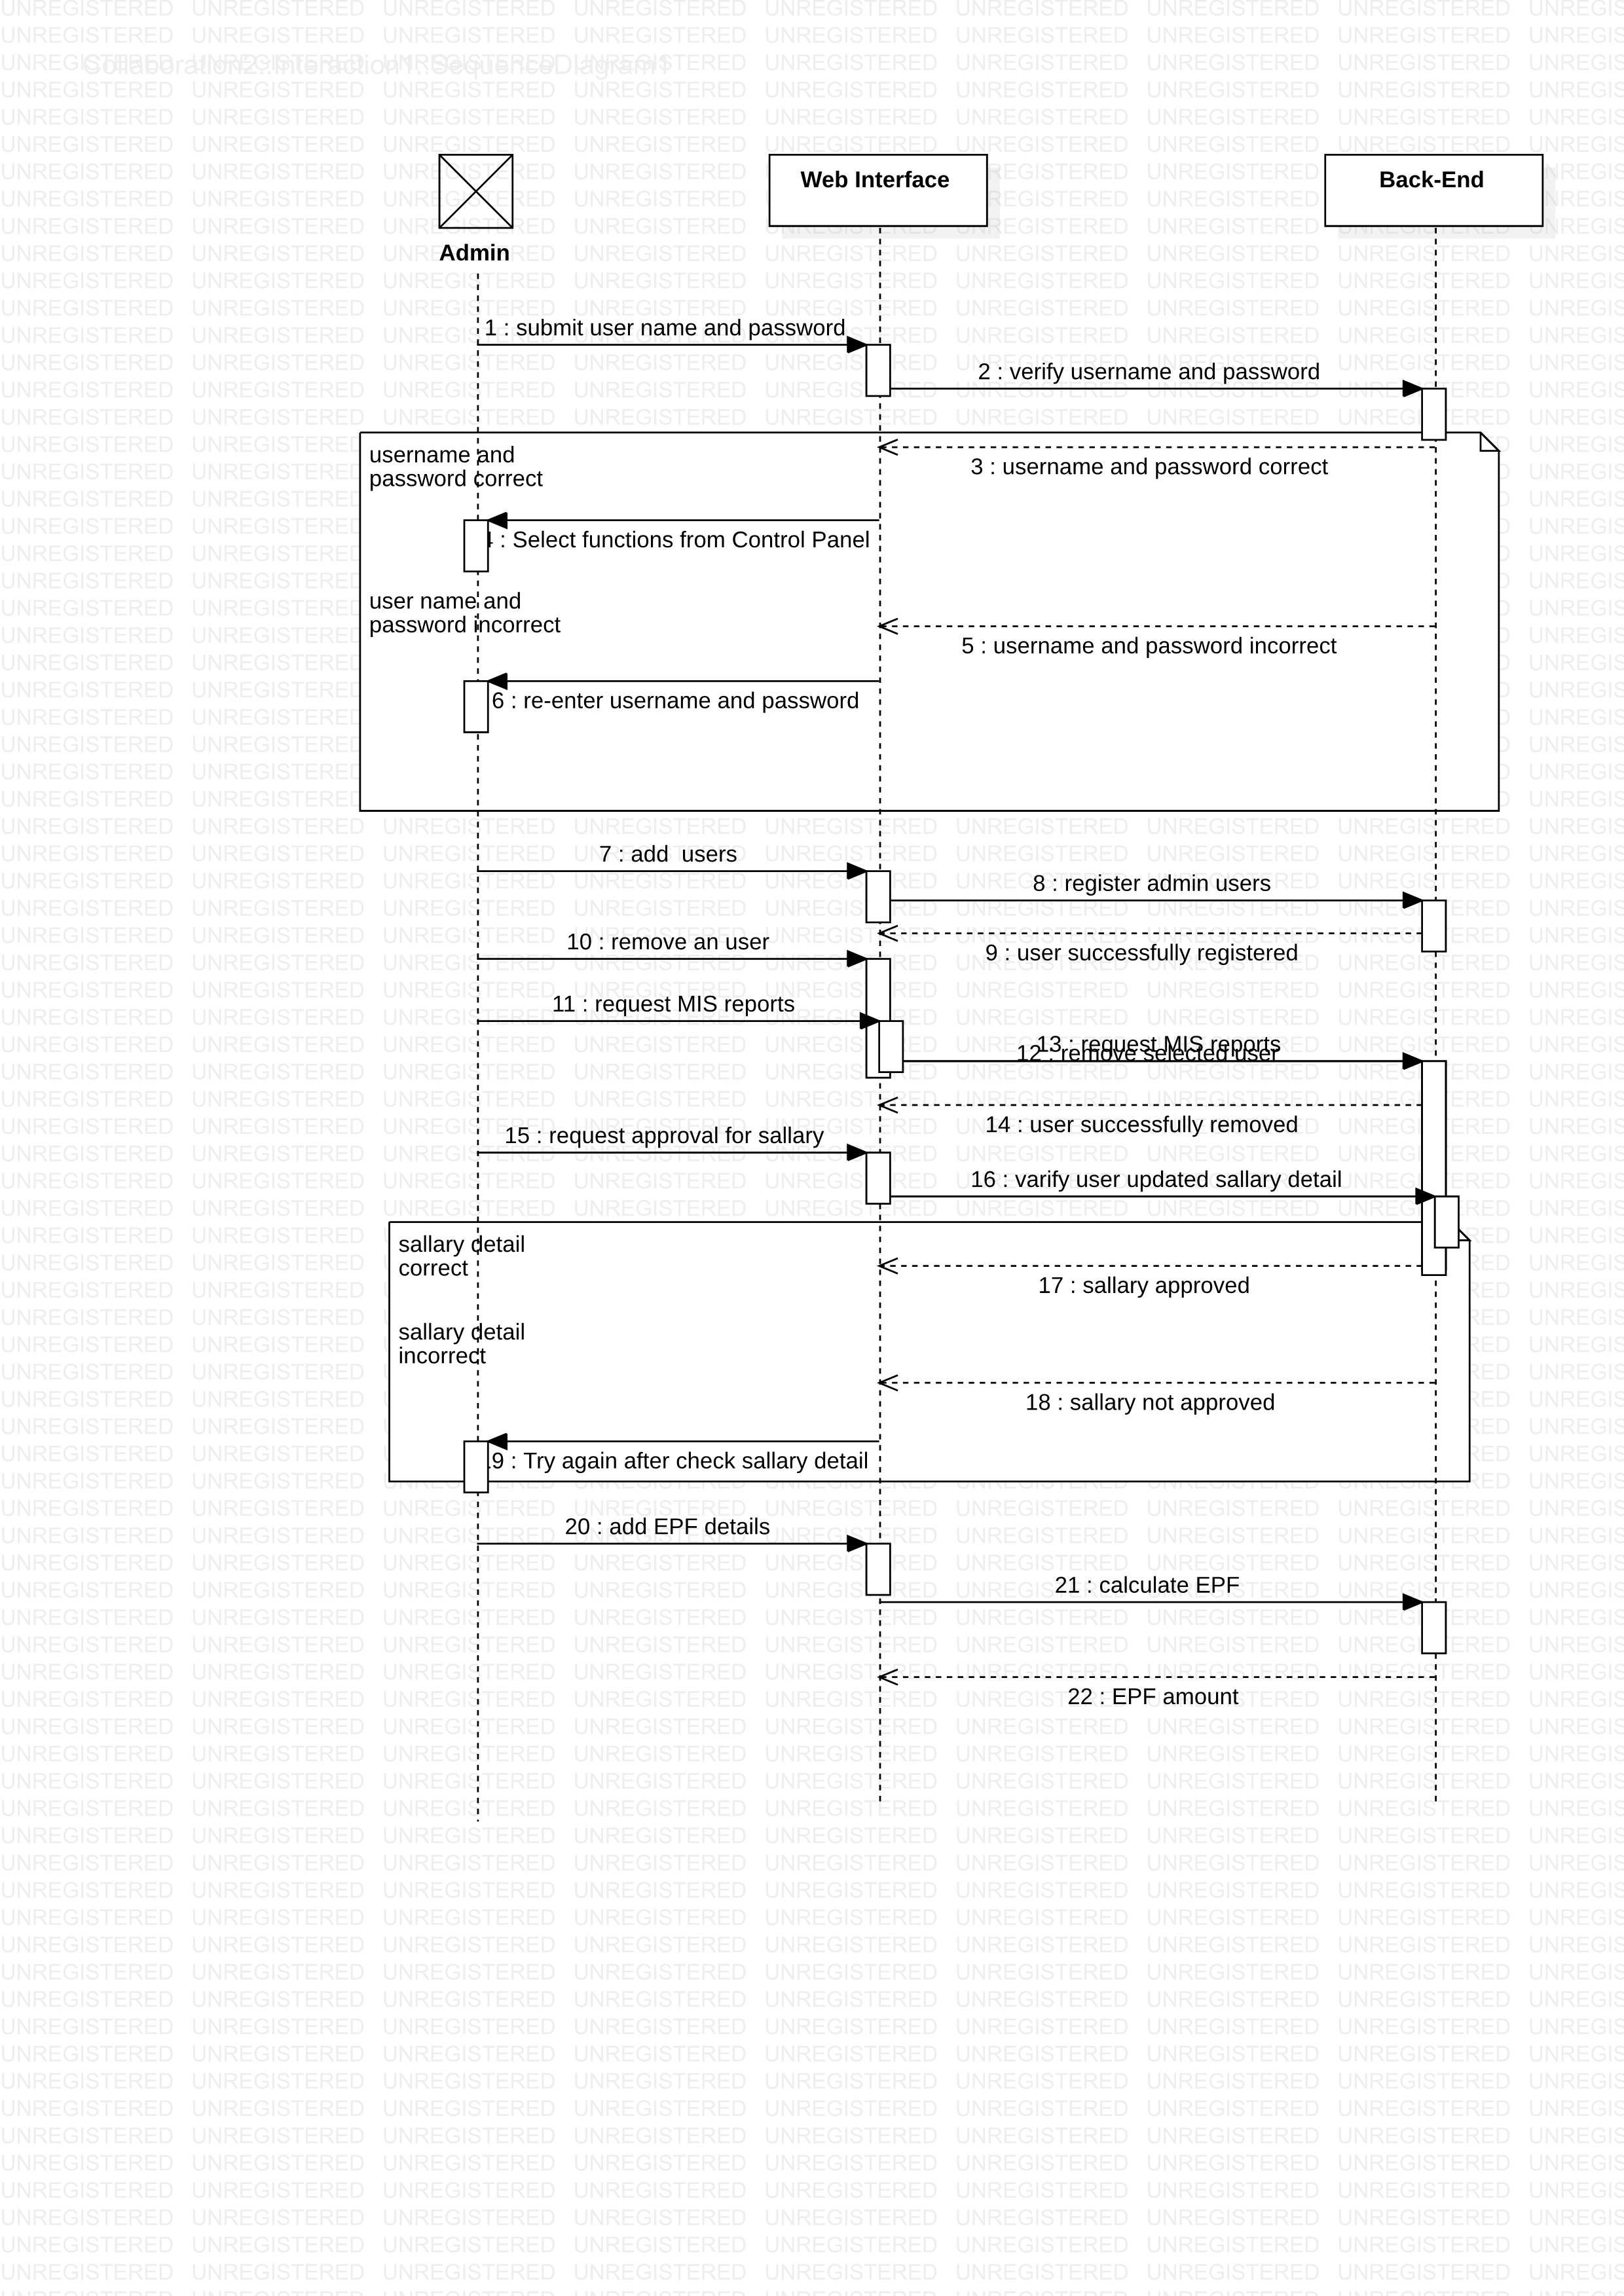 Collaboration2::Interaction1::SequenceDiagram1
Web Interface
Back-End
Admin
1 : submit user name and password
2 : verify username and password
username and
password correct
3 : username and password correct
: Select functions from Control Panel
user name and
password incorrect
5 : username and password incorrect
6 : re-enter username and password
7 : add  users
8 : register admin users
10 : remove an user
9 : user successfully registered
11 : request MIS reports
13 : request MIS reports
12 : remove selected user
14 : user successfully removed
15 : request approval for sallary
16 : varify user updated sallary detail
sallary detail
correct
17 : sallary approved
sallary detail
incorrect
18 : sallary not approved
9 : Try again after check sallary detail
20 : add EPF details
21 : calculate EPF
22 : EPF amount
UNREGISTERED